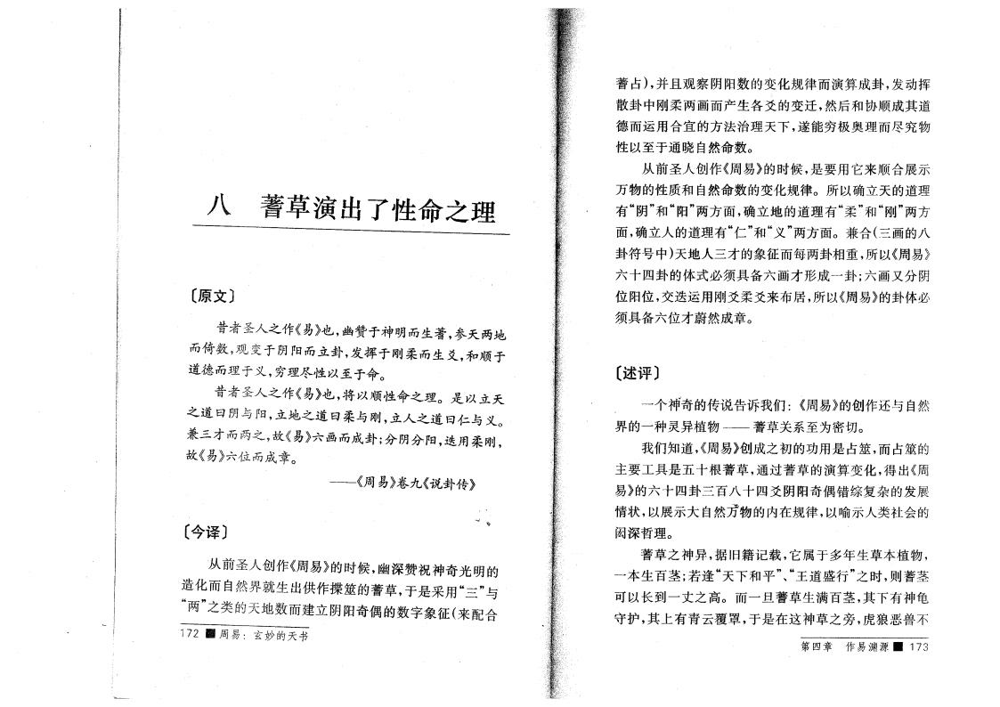 八　蓍草演出了性命之理
〔原文〕
昔者圣人之作《易》也，幽赞于神明而生蓍，参天两地
而倚数，观变于阴阳而立卦，发挥于刚柔而生爻，和顺于
道德而理于义，穷理尽性以至于命。
昔者圣人之作《易》也，将以顺性命之理。是以立天
之道曰阴与阳，立地之道曰柔与刚，立人之道曰仁与义。
兼三才而两之，故《易》六画而成卦；分阴分阳，迭用柔刚，
故《易》六位而成章。
——《周易》卷九《说卦传》
〔今译〕
从前圣人创作《周易》的时候，幽深赞祝神奇光明的
造化而自然界就生出供作揲筮的蓍草，于是采用“三”与
“两”之类的天地数而建立阴阳奇偶的数字象征(来配合
172 ■ 周易：玄妙的天书
蓍占)，并且观察阴阳数的变化规律而演算成卦，发动挥
散卦中刚柔两画而产生各爻的变迁，然后和协顺成其道
德而运用合宜的方法治理天下，遂能穷极奥理而尽究物
性以至于通晓自然命数。
从前圣人创作《周易》的时候，是要用它来顺合展示
万物的性质和自然命数的变化规律。所以确立天的道理
有“阴”和“阳”两方面，确立地的道理有“柔”和“刚”两方
面，确立人的道理有“仁”和“义”两方面。兼合(三画的八
卦符号中)天地人三才的象征而每两卦相重，所以《周易》
六十四卦的体式必须具备六画才形成一卦；六画又分阴
位阳位，交迭运用刚爻柔爻来布居，所以《周易》的卦体必
须具备六位才蔚然成章。
〔述评〕
一个神奇的传说告诉我们：《周易》的创作还与自然
界的一种灵异植物——蓍草关系至为密切。
我们知道，《周易》创成之初的功用是占筮，而占筮的
主要工具是五十根蓍草，通过蓍草的演算变化，得出《周
易》的六十四卦三百八十四爻阴阳奇偶错综复杂的发展
情状，以展示大自然万物的内在规律，以喻示人类社会的
闳深哲理。
蓍草之神异，据旧籍记载，它属于多年生草本植物，
一本生百茎；若逢“天下和平”、“王道盛行”之时，则蓍茎
可以长到一丈之高。而一旦蓍草生满百茎，其下有神龟
守护，其上有青云覆罩，于是在这神草之旁，虎狼恶兽不
第四章　作易溯源 ■ 173